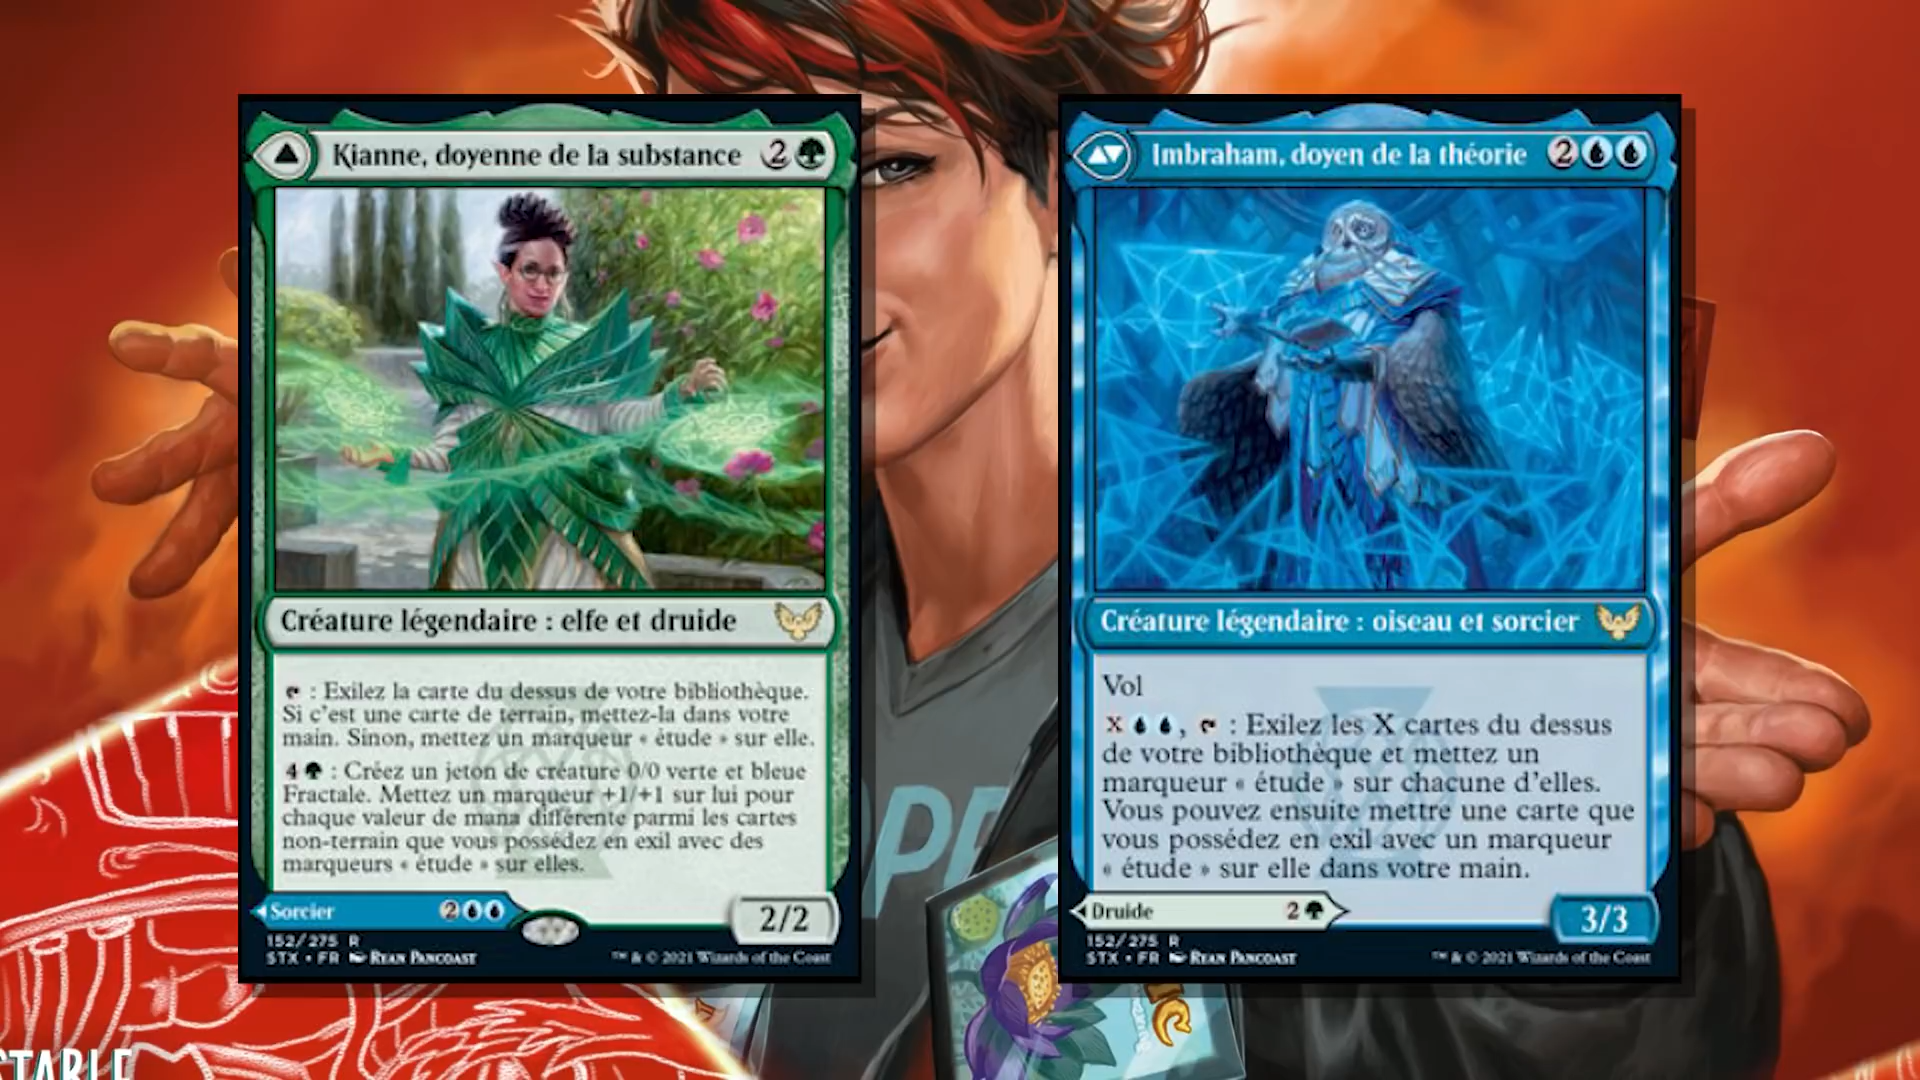 Kianne, doyenne de la substance 2
Créature légendaire : elfe et druide
: Exilez la carte du dessus de votre bibliothèque.
Si c'est une carte de terrain, mettez-la dans votre
main. Sinon, mettez un marqueur « étude » sur elle.
4 : Créez un jeton de créature 0/0 verte et bleue
Fractale. Mettez un marqueur +1/+1 sur lui pour
chaque valeur de mana différente parmi les cartes
non-terrain que vous possédez en exil avec des
marqueurs « étude » sur elles.
Sorcier 2
2/2
152/275 R
STX • FR Ryan Pancoast
™ & © 2021 Wizards of the Coast
Imbraham, doyen de la théorie 2
Créature légendaire : oiseau et sorcier
Vol
X , : Exilez les X cartes du dessus
de votre bibliothèque et mettez un
marqueur « étude » sur chacune d'elles.
Vous pouvez ensuite mettre une carte que
vous possédez en exil avec un marqueur
« étude » sur elle dans votre main.
Druide 2
3/3
152/275 R
STX • FR Ryan Pancoast
™ & © 2021 Wizards of the Coast
STABLE